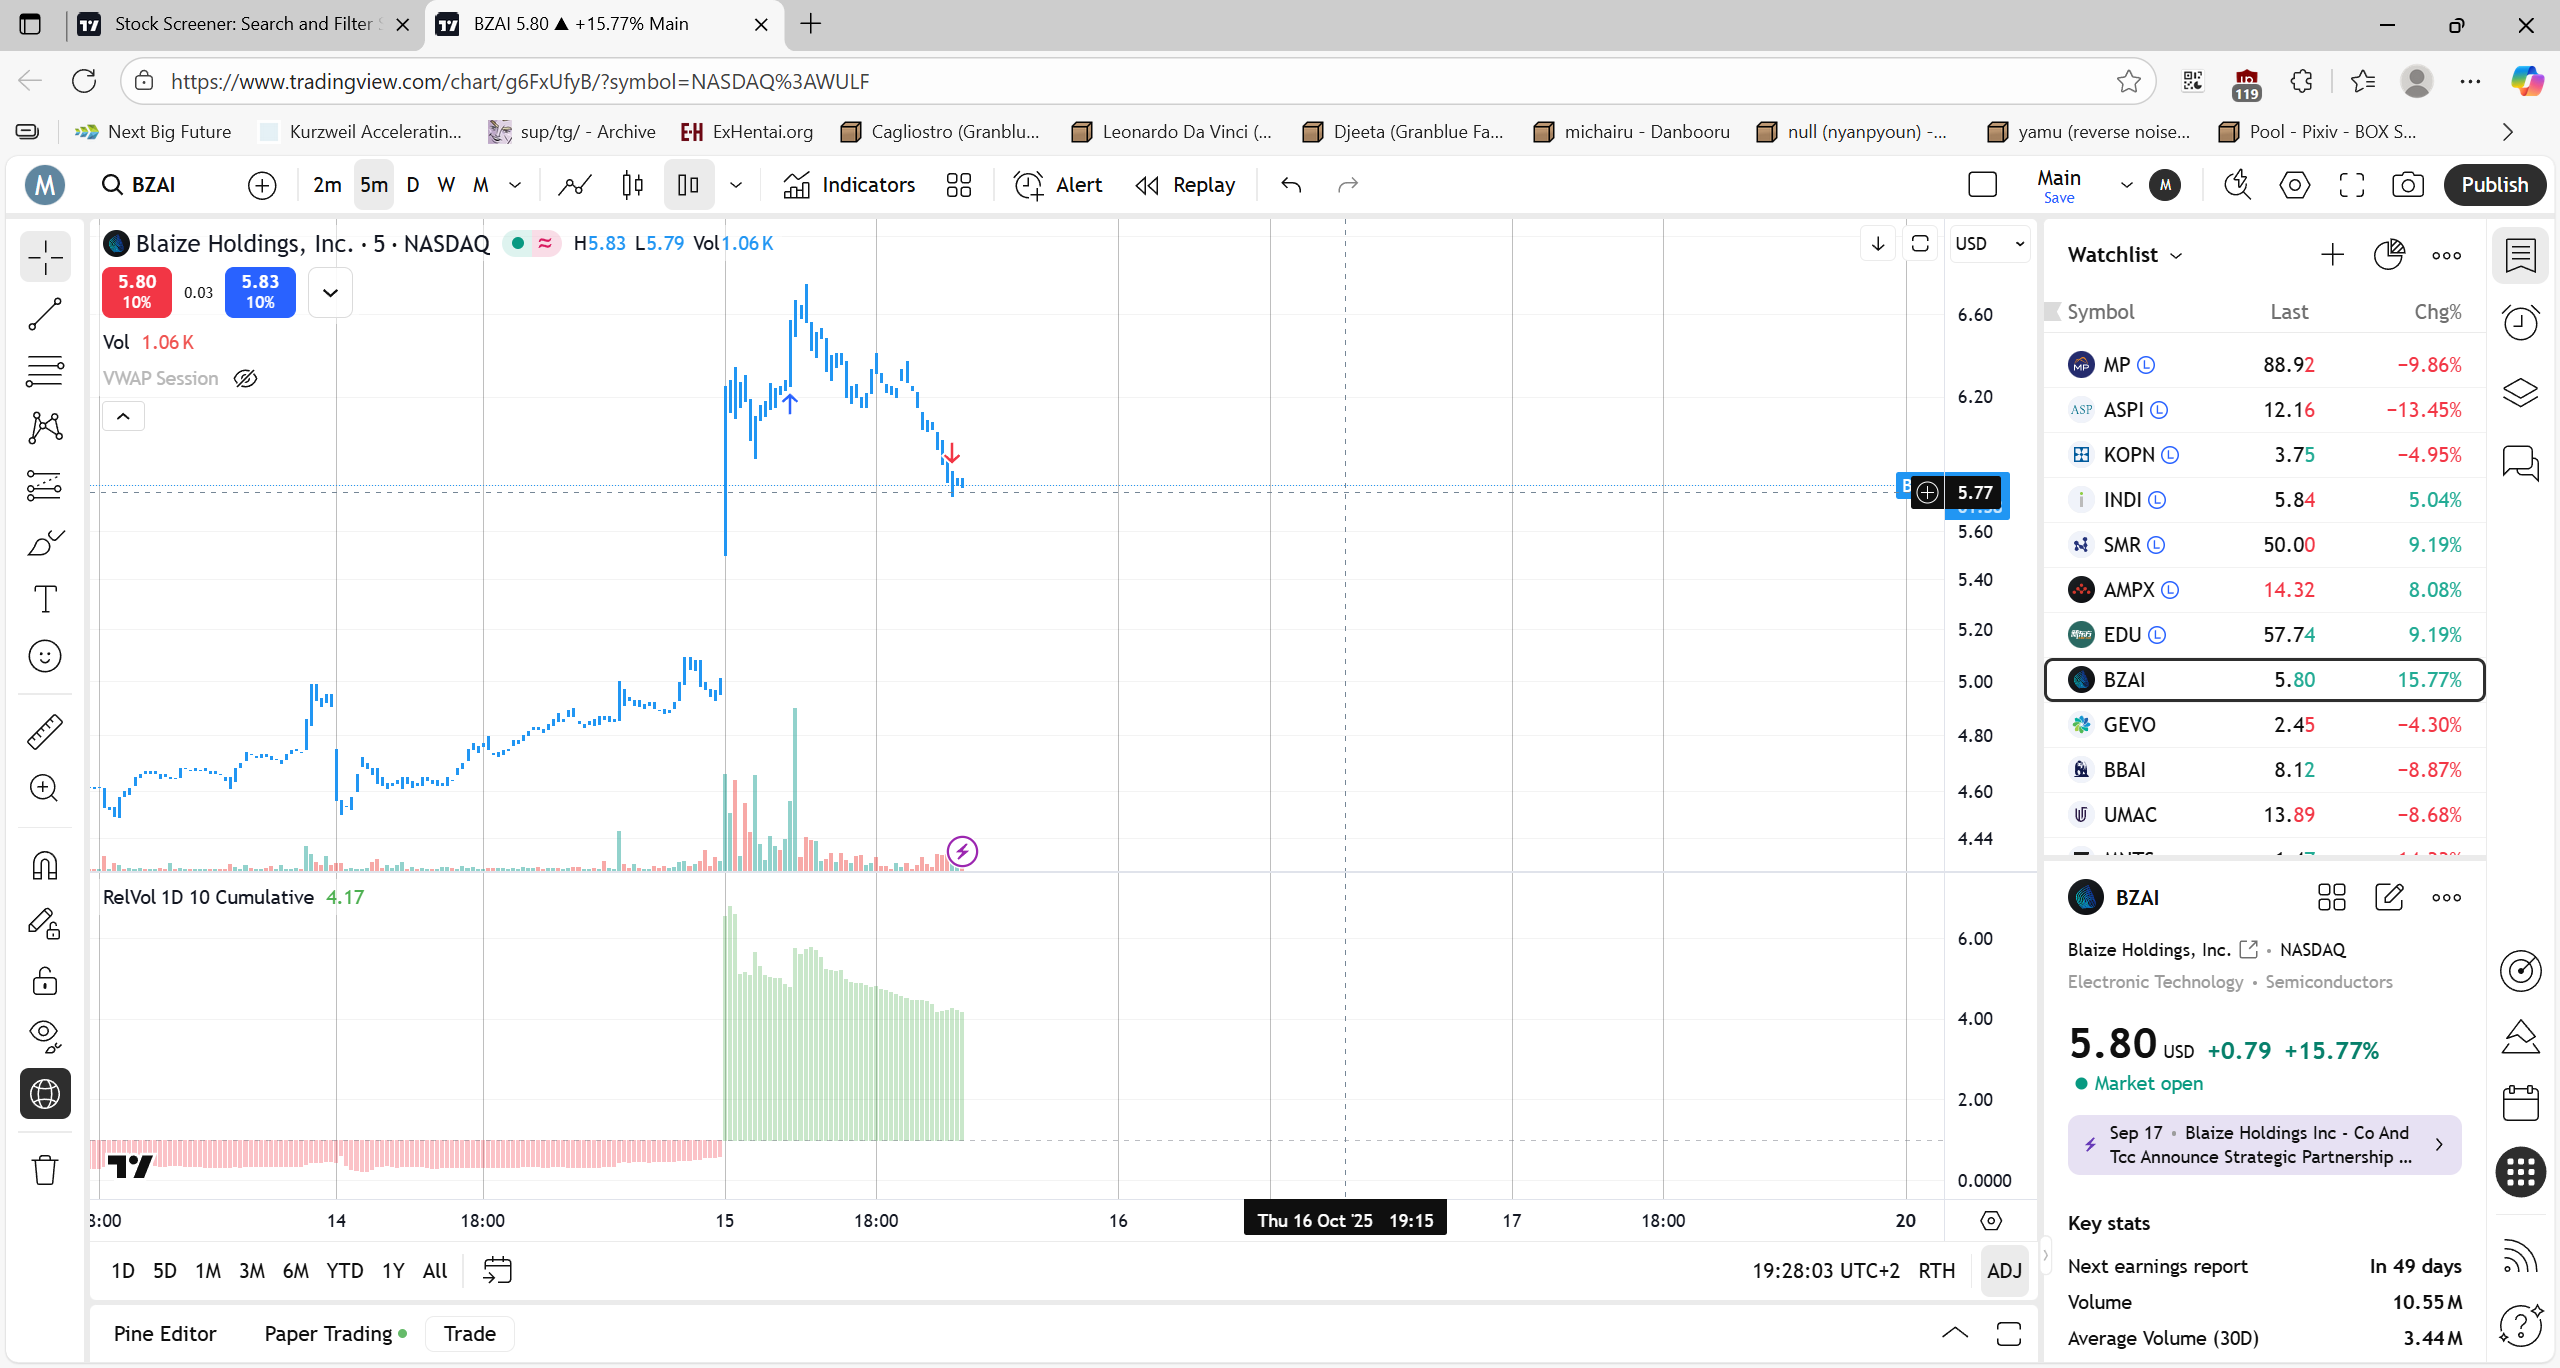 Stock Screener: Search and Filter S
BZAI 5.80 ▲ +15.77% Main
https://www.tradingview.com/chart/g6FxUfyB/?symbol=NASDAQ%3AWULF
119
Next Big Future
Kurzweil Acceleratin...
sup/tg/ - Archive
ExHentai.org
Cagliostro (Granblu...
Leonardo Da Vinci (...
Djeeta (Granblue Fa...
michairu - Danbooru
null (nyanpyoun) -...
yamu (reverse noise...
Pool - Pixiv - BOX S...
M
BZAI
2m 5m D W M
Indicators
Alert
Replay
Main
Save
M
Publish
Blaize Holdings, Inc. · 5 · NASDAQ
H5.83 L5.79 Vol1.06 K
USD
5.80
10%
0.03
5.83
10%
Vol 1.06 K
VWAP Session
6.60
6.20
5.77
5.60
5.40
5.20
5.00
4.80
4.60
4.44
RelVol 1D 10 Cumulative 4.17
6.00
4.00
2.00
0.0000
3:00
14
18:00
15
18:00
16
Thu 16 Oct '25 19:15
17
18:00
20
1D 5D 1M 3M 6M YTD 1Y All
19:28:03 UTC+2 RTH ADJ
Pine Editor
Paper Trading
Trade
Watchlist
Symbol Last Chg%
MP L 88.92 −9.86%
ASP ASPI L 12.16 −13.45%
KOPN L 3.75 −4.95%
INDI L 5.84 5.04%
SMR L 50.00 9.19%
AMPX L 14.32 8.08%
EDU L 57.74 9.19%
BZAI 5.80 15.77%
GEVO 2.45 −4.30%
BBAI 8.12 −8.87%
UMAC 13.89 −8.68%
BZAI
Blaize Holdings, Inc. • NASDAQ
Electronic Technology • Semiconductors
5.80 USD +0.79 +15.77%
Market open
Sep 17 • Blaize Holdings Inc - Co And
Tcc Announce Strategic Partnership ...
Key stats
Next earnings report In 49 days
Volume 10.55 M
Average Volume (30D) 3.44 M